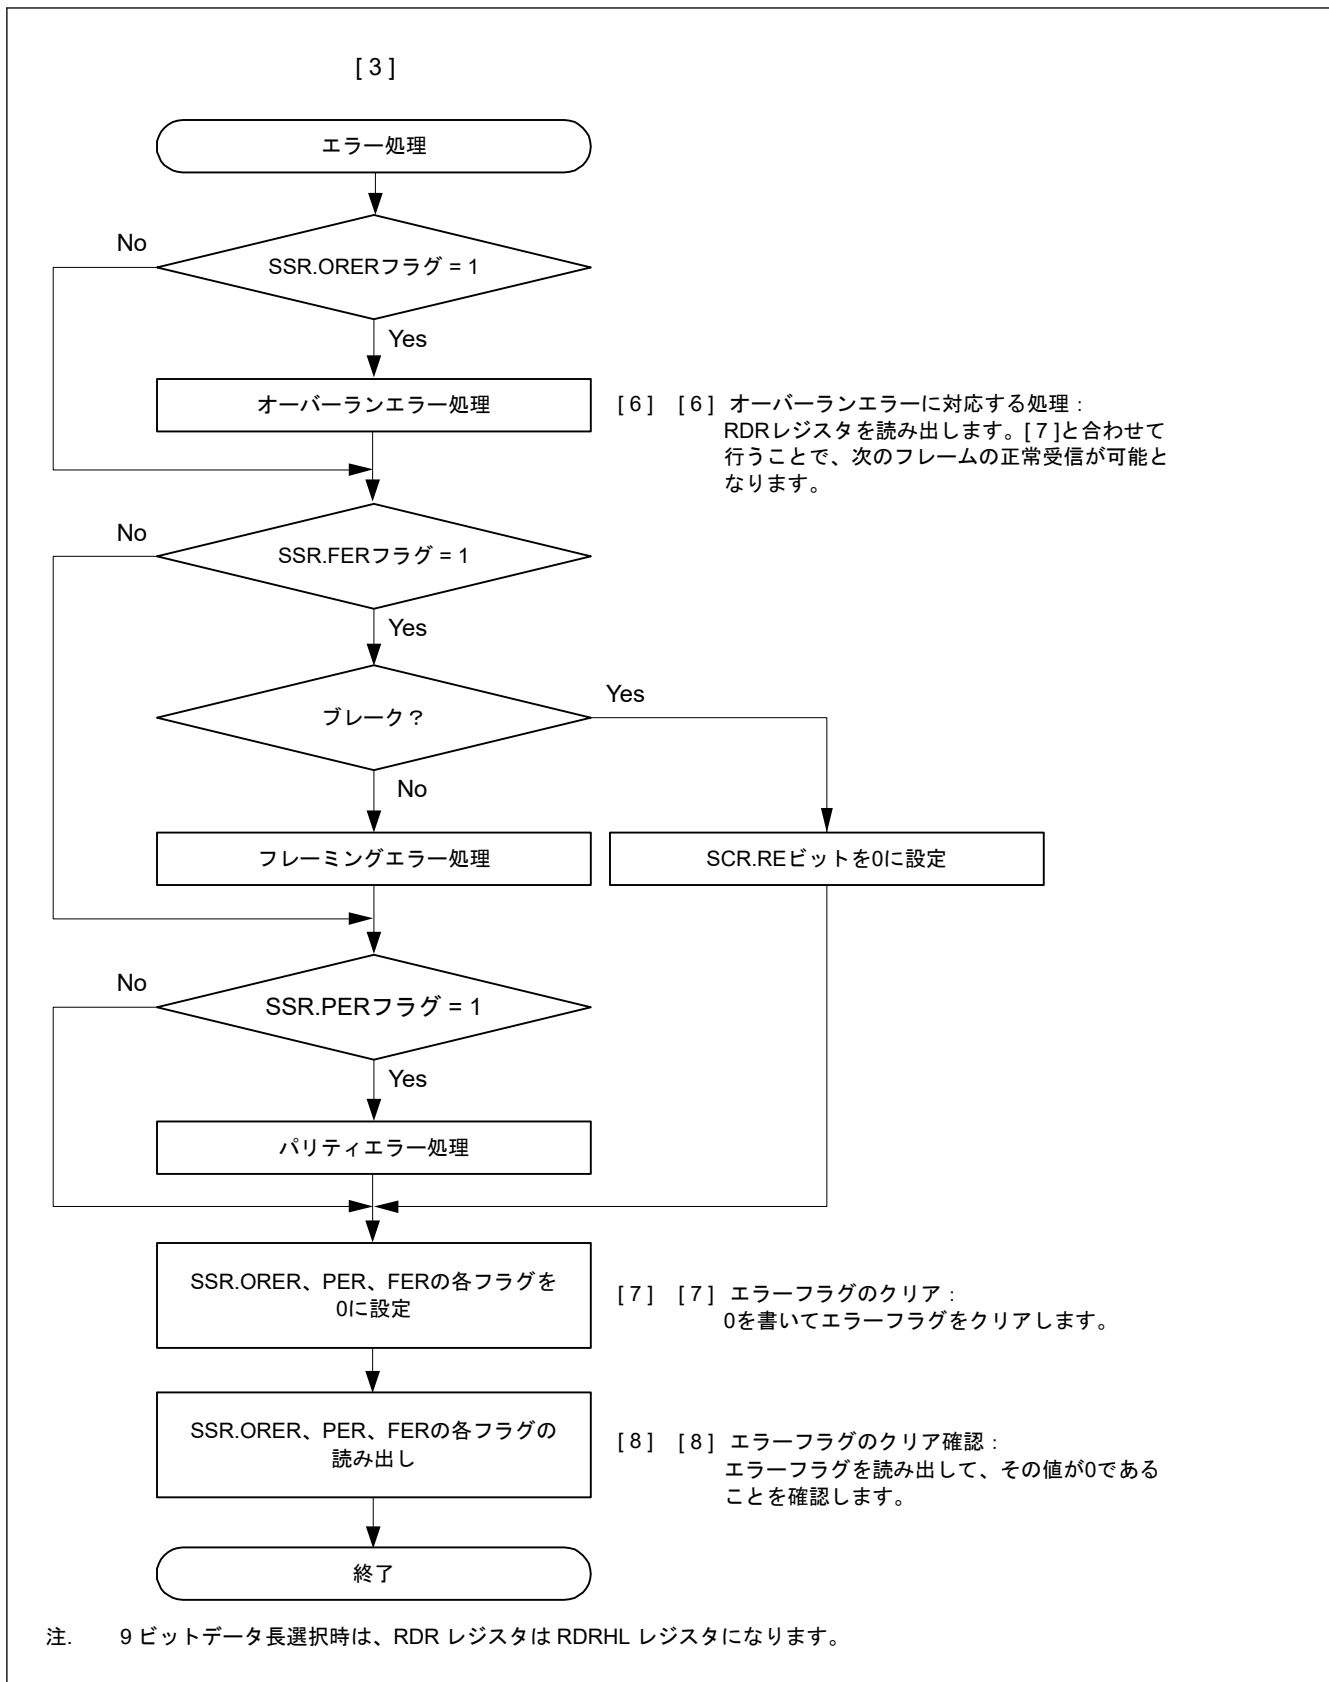 [ 3 ]
エラー処理
No
SSR.ORERフラグ = 1
Yes
オーバーランエラー処理
[ 6 ] [ 6 ] オーバーランエラーに対応する処理：
RDRレジスタを読み出します。[ 7 ]と合わせて
行うことで、次のフレームの正常受信が可能と
なります。
No
SSR.FERフラグ = 1
Yes
ブレーク？
Yes
No
フレーミングエラー処理
SCR.REビットを0に設定
No
SSR.PERフラグ = 1
Yes
パリティエラー処理
SSR.ORER、PER、FERの各フラグを
0に設定
[ 7 ] [ 7 ] エラーフラグのクリア：
0を書いてエラーフラグをクリアします。
SSR.ORER、PER、FERの各フラグの
読み出し
[ 8 ] [ 8 ] エラーフラグのクリア確認：
エラーフラグを読み出して、その値が0である
ことを確認します。
終了
注. 9 ビットデータ長選択時は、RDR レジスタは RDRHL レジスタになります。